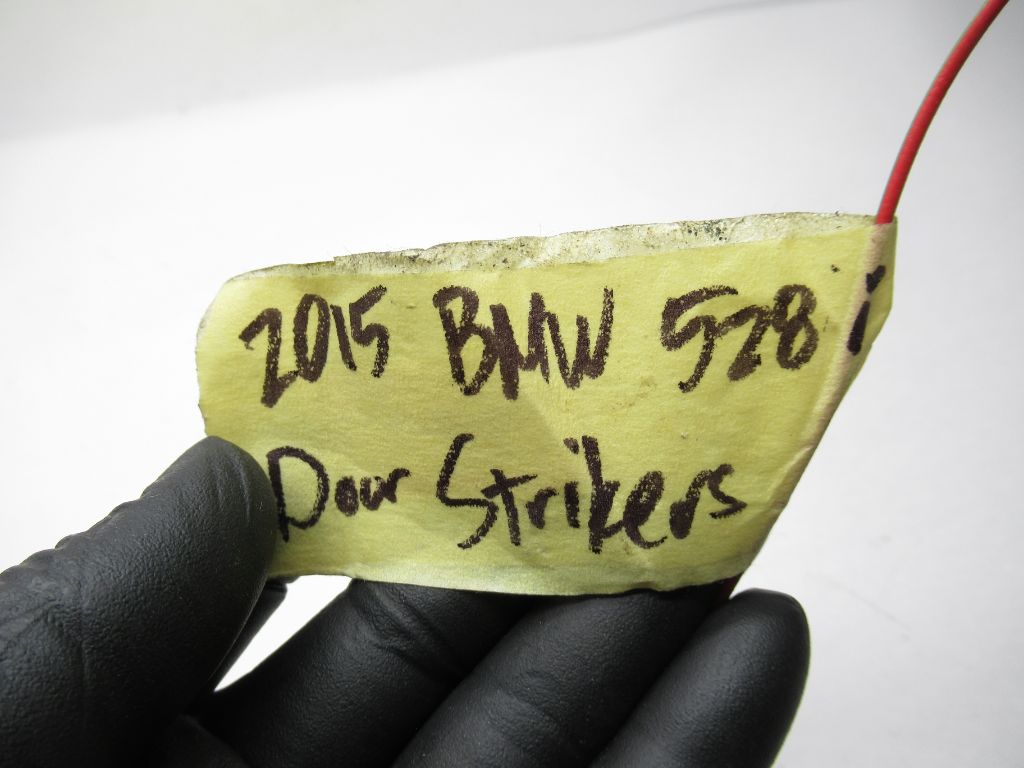 2015 BMW 528
Door Strikers